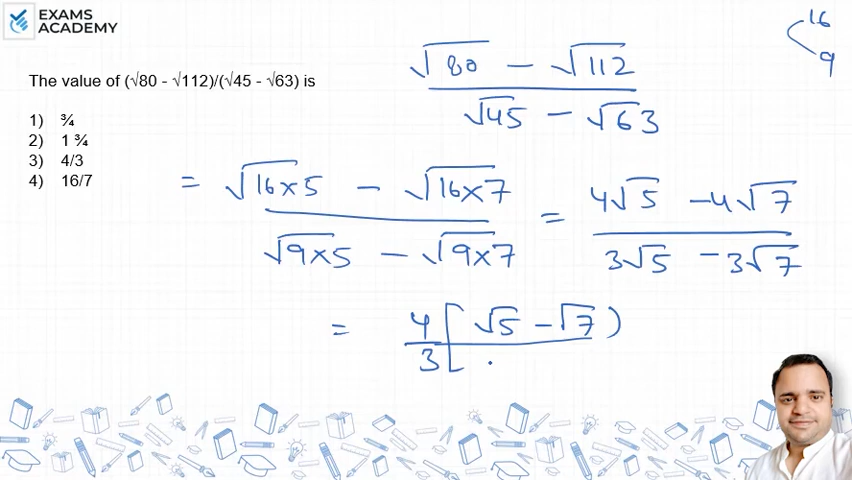 EXAMS
ACADEMY
16
9
The value of (√80 - √112)/(√45 - √63) is
1) ¾
2) 1 ¾
3) 4/3
4) 16/7
√80 - √112
√45 - √63
= √16×5 - √16×7
√9×5 - √9×7
= 4√5 -4√7
3√5 -3√7
= 4 [ √5 - √7 )
3 [ .